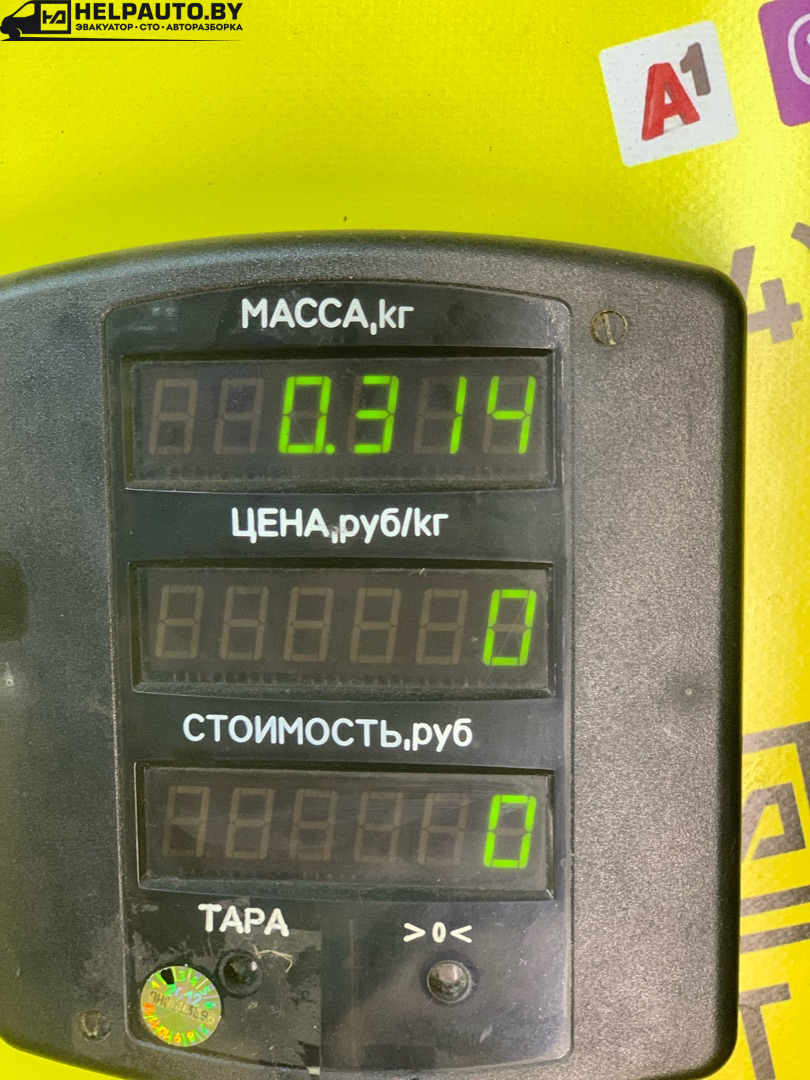 HELPAUTO.BY
ЭВАКУАТОР • СТО • АВТОРАЗБОРКА
A1
МАССА,кг
0.314
ЦЕНА,руб/кг
0
СТОИМОСТЬ,руб
0
ТАРА >0<